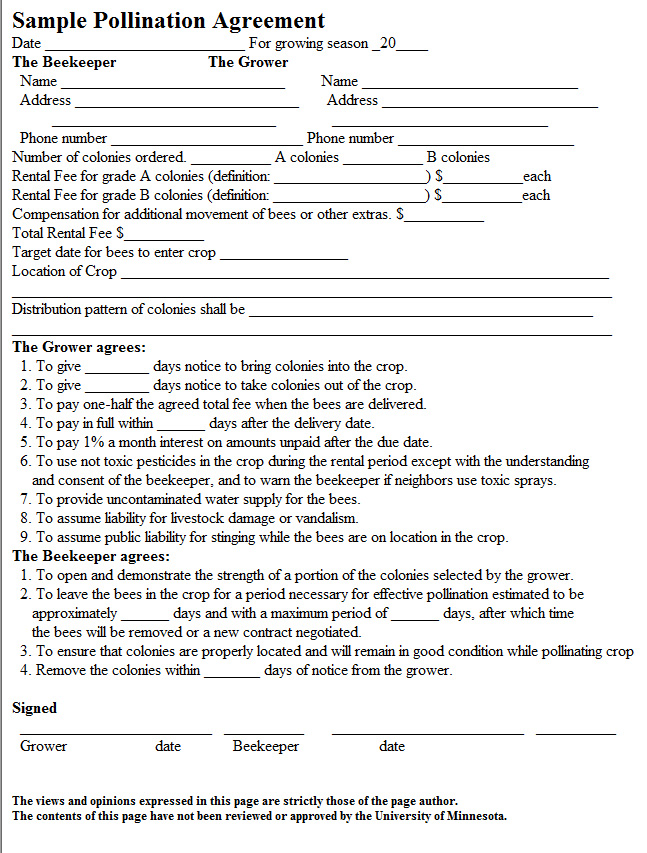 Sample Pollination Agreement
Date _________________________ For growing season _20____
The Beekeeper The Grower
Name ____________________________ Name ___________________________
Address ____________________________ Address ___________________________
____________________________ ___________________________
Phone number ________________________ Phone number ______________________
Number of colonies ordered. __________ A colonies __________ B colonies
Rental Fee for grade A colonies (definition: ___________________) $__________each
Rental Fee for grade B colonies (definition: ___________________) $__________each
Compensation for additional movement of bees or other extras. $__________
Total Rental Fee $__________
Target date for bees to enter crop ________________
Location of Crop _____________________________________________________________
___________________________________________________________________________
Distribution pattern of colonies shall be ___________________________________________
___________________________________________________________________________
The Grower agrees:
1. To give ________ days notice to bring colonies into the crop.
2. To give ________ days notice to take colonies out of the crop.
3. To pay one-half the agreed total fee when the bees are delivered.
4. To pay in full within ______ days after the delivery date.
5. To pay 1% a month interest on amounts unpaid after the due date.
6. To use not toxic pesticides in the crop during the rental period except with the understanding
and consent of the beekeeper, and to warn the beekeeper if neighbors use toxic sprays.
7. To provide uncontaminated water supply for the bees.
8. To assume liability for livestock damage or vandalism.
9. To assume public liability for stinging while the bees are on location in the crop.
The Beekeeper agrees:
1. To open and demonstrate the strength of a portion of the colonies selected by the grower.
2. To leave the bees in the crop for a period necessary for effective pollination estimated to be
approximately ______ days and with a maximum period of ______ days, after which time
the bees will be removed or a new contract negotiated.
3. To ensure that colonies are properly located and will remain in good condition while pollinating crop
4. Remove the colonies within _______ days of notice from the grower.
Signed
________________________ __________ ________________________ __________
Grower date Beekeeper date
The views and opinions expressed in this page are strictly those of the page author.
The contents of this page have not been reviewed or approved by the University of Minnesota.